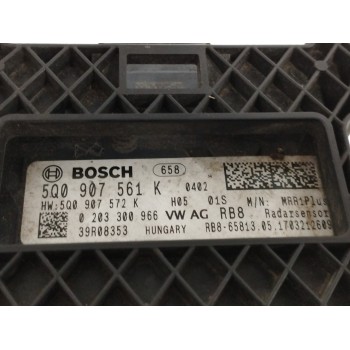 BOSCH 658
5Q0 907 561 K 0402
HW:5Q0 907 572 K H05 01S M/N: MRR1Plus
0 203 300 966 VW AG RB8 Radarsensor
39R08353 HUNGARY RB8-65813.05.1703212609